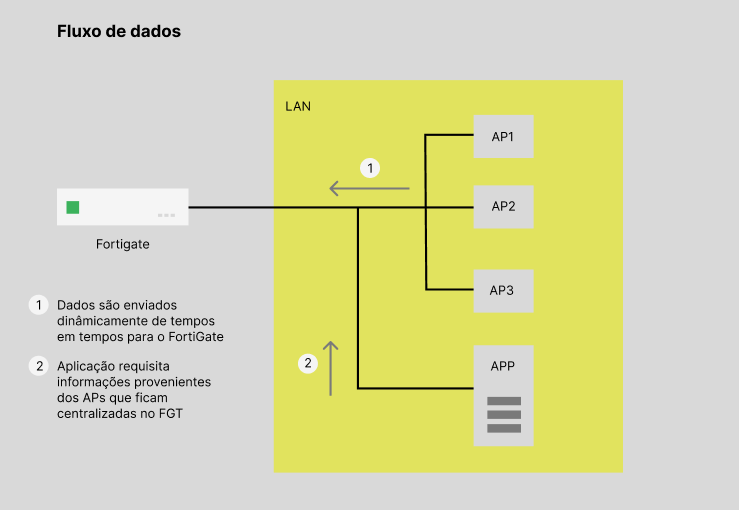 Fluxo de dados
LAN
AP1
1
AP2
Fortigate
AP3
1 Dados são enviados
dinâmicamente de tempos
em tempos para o FortiGate
2
APP
2 Aplicação requisita
informações provenientes
dos APs que ficam
centralizadas no FGT